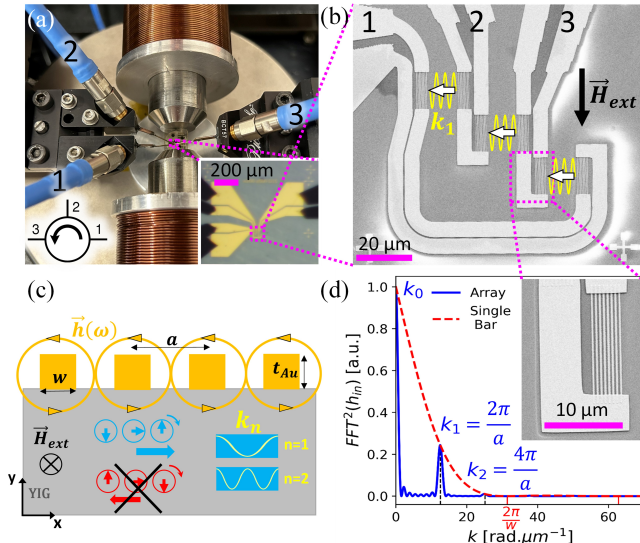 (a)
2
3
1
200 μm
2
3
1
(b)
1
2
3
k₁
H⃗ext
20 μm
(c)
h⃗(ω)
a
w
tAu
H⃗ext
kₙ
n=1
n=2
y
YIG
x
(d)
k₀
Array
Single
Bar
k₁ = 2π/a
k₂ = 4π/a
10 μm
FFT²(hᵢₙ) [a.u.]
1.0
0.8
0.6
0.4
0.2
0.0
0
20
2π/w
40
60
k [rad.μm⁻¹]